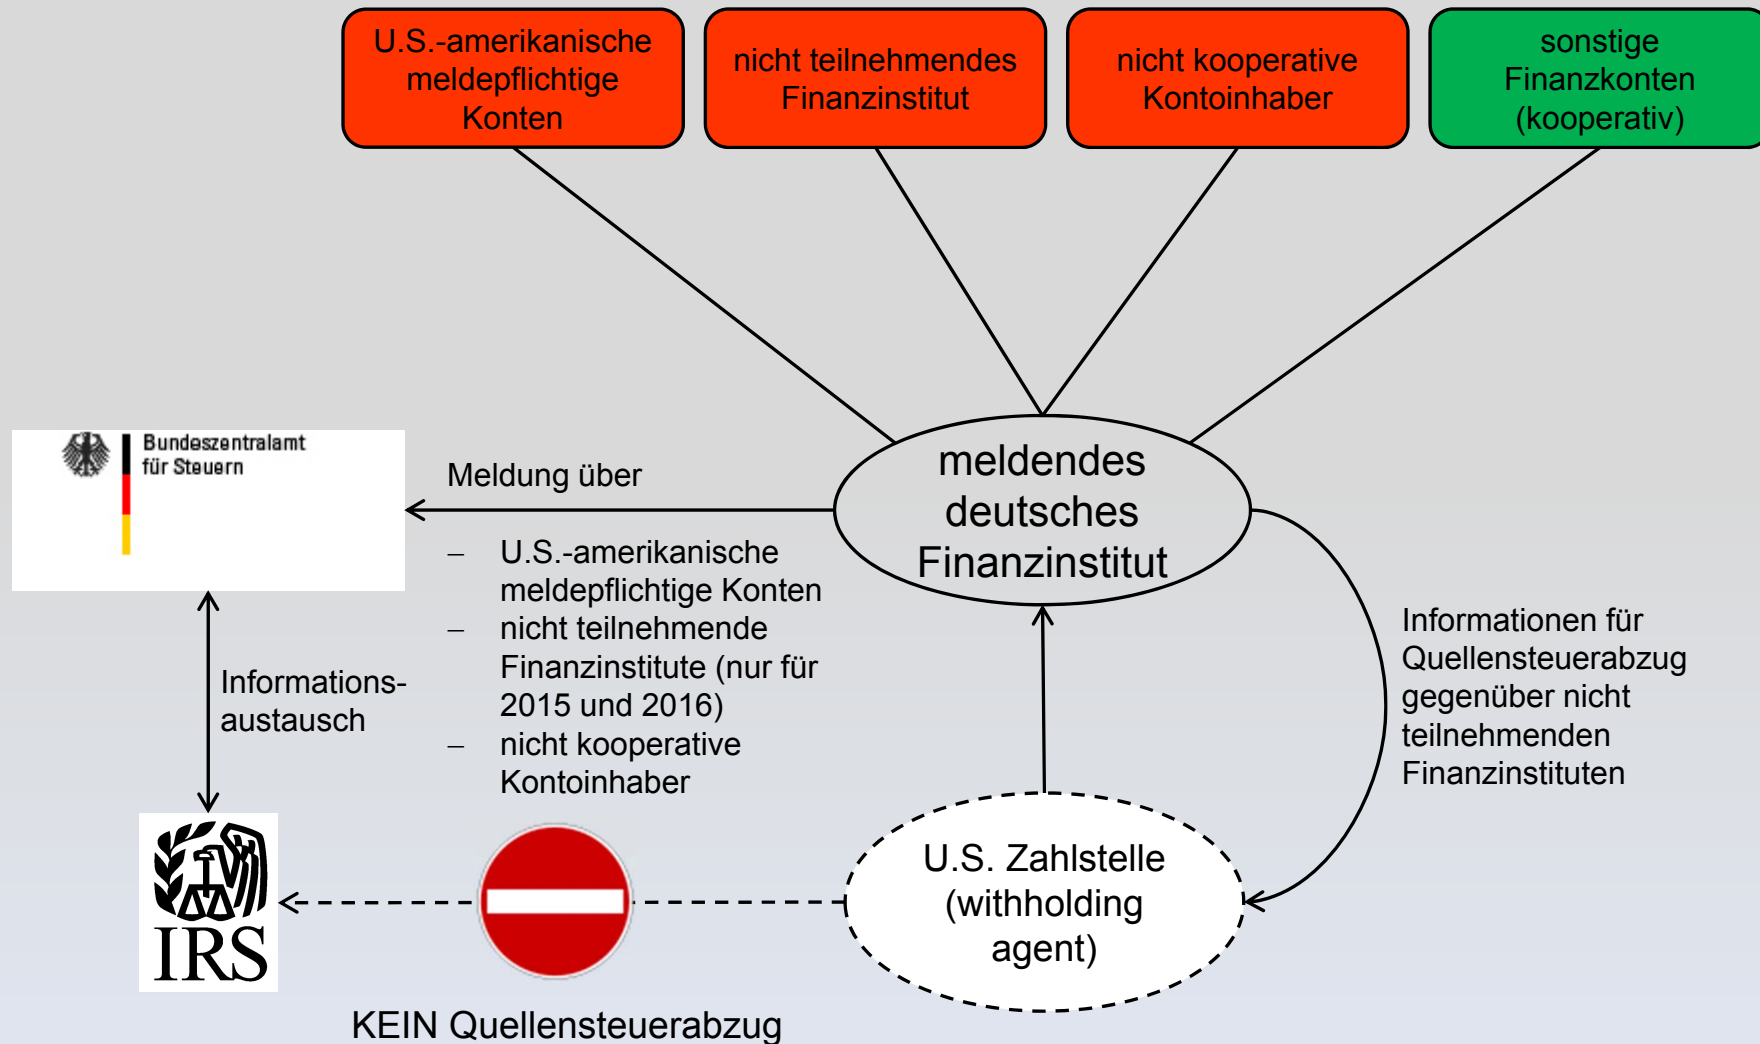 U.S.-amerikanische
meldepflichtige
Konten
nicht teilnehmendes
Finanzinstitut
nicht kooperative
Kontoinhaber
sonstige
Finanzkonten
(kooperativ)
Bundeszentralamt
für Steuern
Meldung über
meldendes
deutsches
Finanzinstitut
– U.S.-amerikanische
meldepflichtige Konten
– nicht teilnehmende
Finanzinstitute (nur für
2015 und 2016)
– nicht kooperative
Kontoinhaber
Informations-
austausch
Informationen für
Quellensteuerabzug
gegenüber nicht
teilnehmenden
Finanzinstituten
IRS
U.S. Zahlstelle
(withholding
agent)
KEIN Quellensteuerabzug